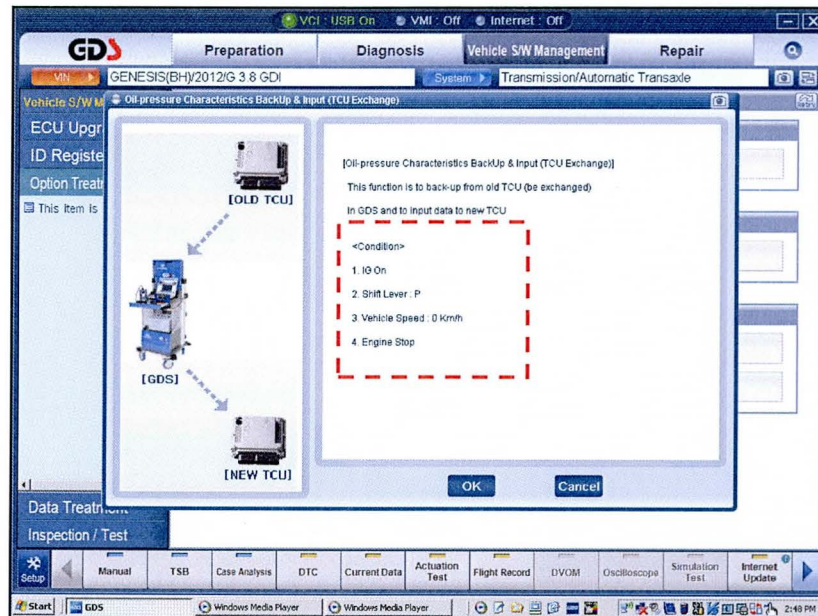 VCI : USB On VMI : Off Internet : Off
GDS Preparation Diagnosis Vehicle S/W Management Repair
VIN GENESIS(BH)/2012/G 3.8 GDI System Transmission/Automatic Transaxle
Vehicle S/W M
Oil-pressure Characteristics BackUp & Input (TCU Exchange)
ECU Upgr
ID Registe
Option Treatm
This item is
[OLD TCU]
[GDS]
[NEW TCU]
[Oil-pressure Characteristics BackUp & Input (TCU Exchange)]
This function is to back-up from old TCU (be exchanged)
In GDS and to input data to new TCU
<Condition>
1. IG On
2. Shift Lever : P
3. Vehicle Speed : 0 Km/h
4. Engine Stop
OK Cancel
Data Treatment
Inspection / Test
Setup Manual TSB Case Analysis DTC Current Data Actuation Test Flight Record DVOM Oscilloscope Simulation Test Internet Update
Start GDS Windows Media Player Windows Media Player 2:48 PM